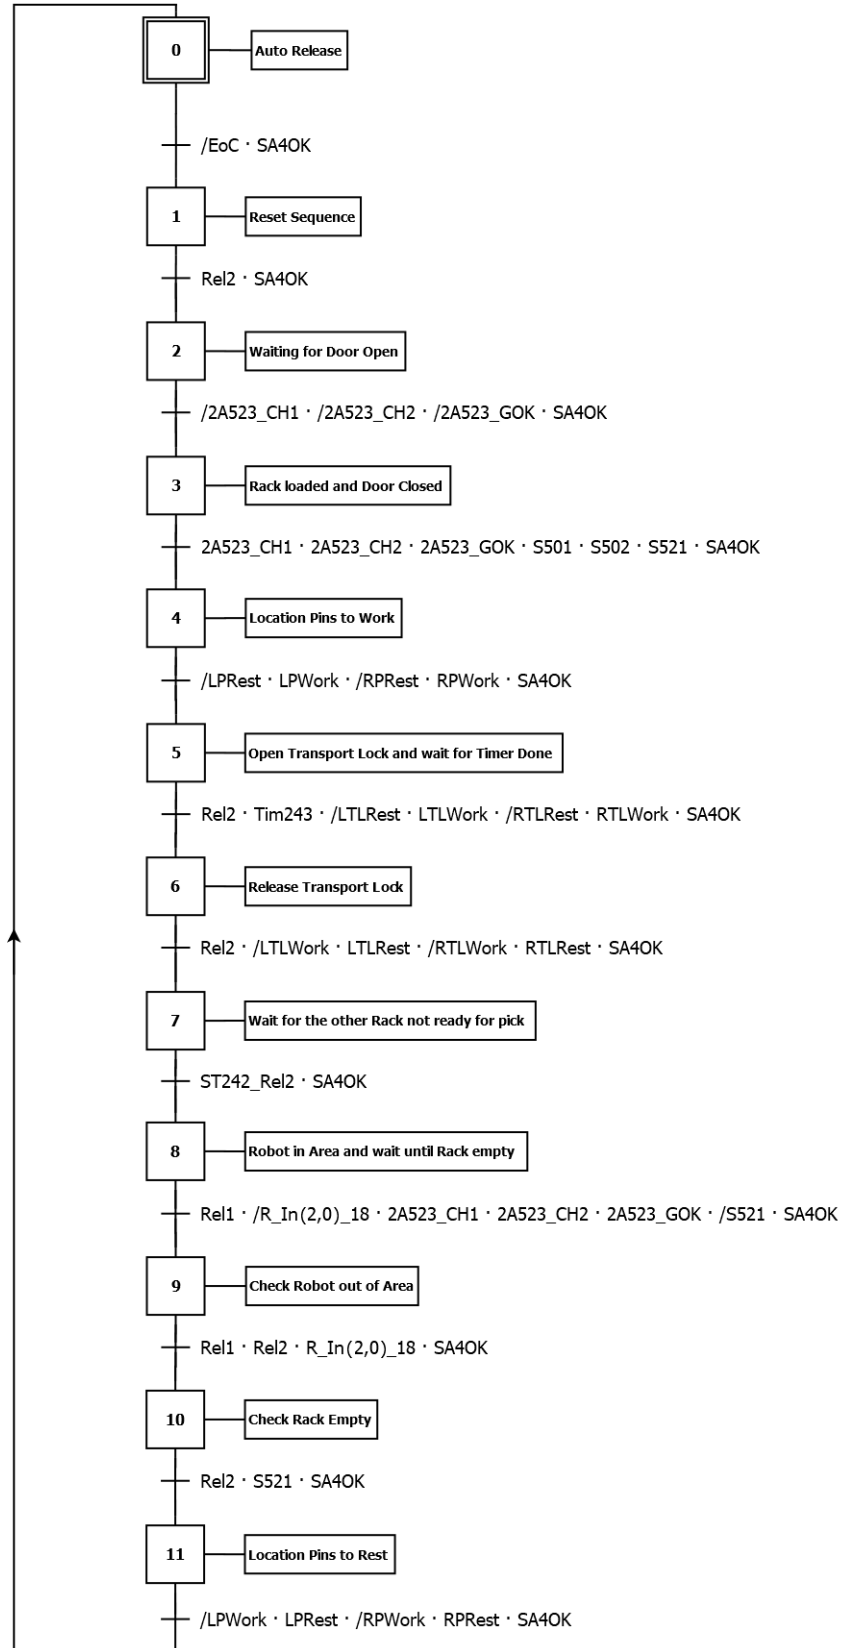 0
Auto Release
/EoC · SA4OK
1
Reset Sequence
Rel2 · SA4OK
2
Waiting for Door Open
/2A523_CH1 · /2A523_CH2 · /2A523_GOK · SA4OK
3
Rack loaded and Door Closed
2A523_CH1 · 2A523_CH2 · 2A523_GOK · S501 · S502 · S521 · SA4OK
4
Location Pins to Work
/LPRest · LPWork · /RPRest · RPWork · SA4OK
5
Open Transport Lock and wait for Timer Done
Rel2 · Tim243 · /LTLRest · LTLWork · /RTLRest · RTLWork · SA4OK
6
Release Transport Lock
Rel2 · /LTLWork · LTLRest · /RTLWork · RTLRest · SA4OK
7
Wait for the other Rack not ready for pick
ST242_Rel2 · SA4OK
8
Robot in Area and wait until Rack empty
Rel1 · /R_In(2,0)_18 · 2A523_CH1 · 2A523_CH2 · 2A523_GOK · /S521 · SA4OK
9
Check Robot out of Area
Rel1 · Rel2 · R_In(2,0)_18 · SA4OK
10
Check Rack Empty
Rel2 · S521 · SA4OK
11
Location Pins to Rest
/LPWork · LPRest · /RPWork · RPRest · SA4OK